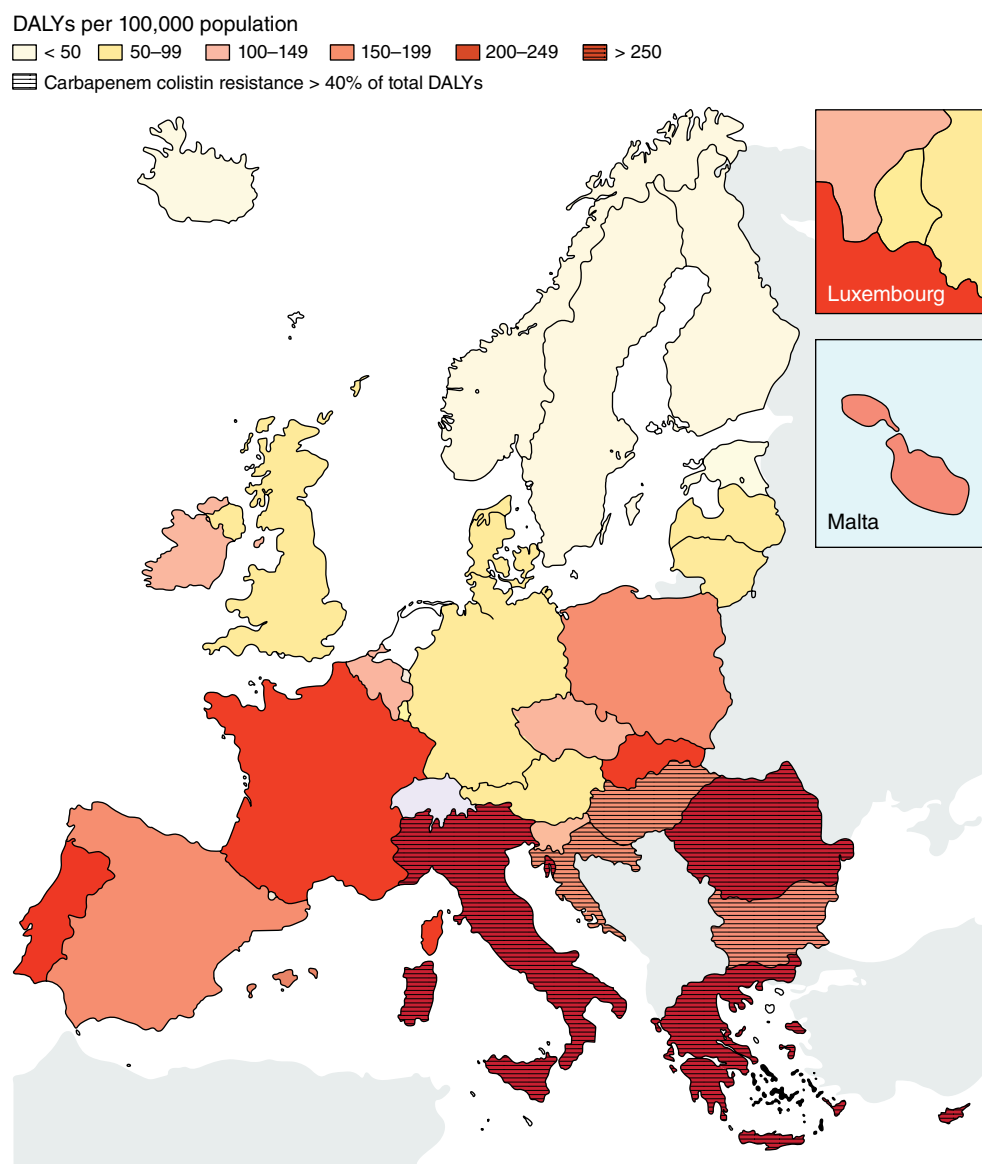 DALYs per 100,000 population
< 50 50–99 100–149 150–199 200–249 > 250
Carbapenem colistin resistance > 40% of total DALYs
Luxembourg
Malta